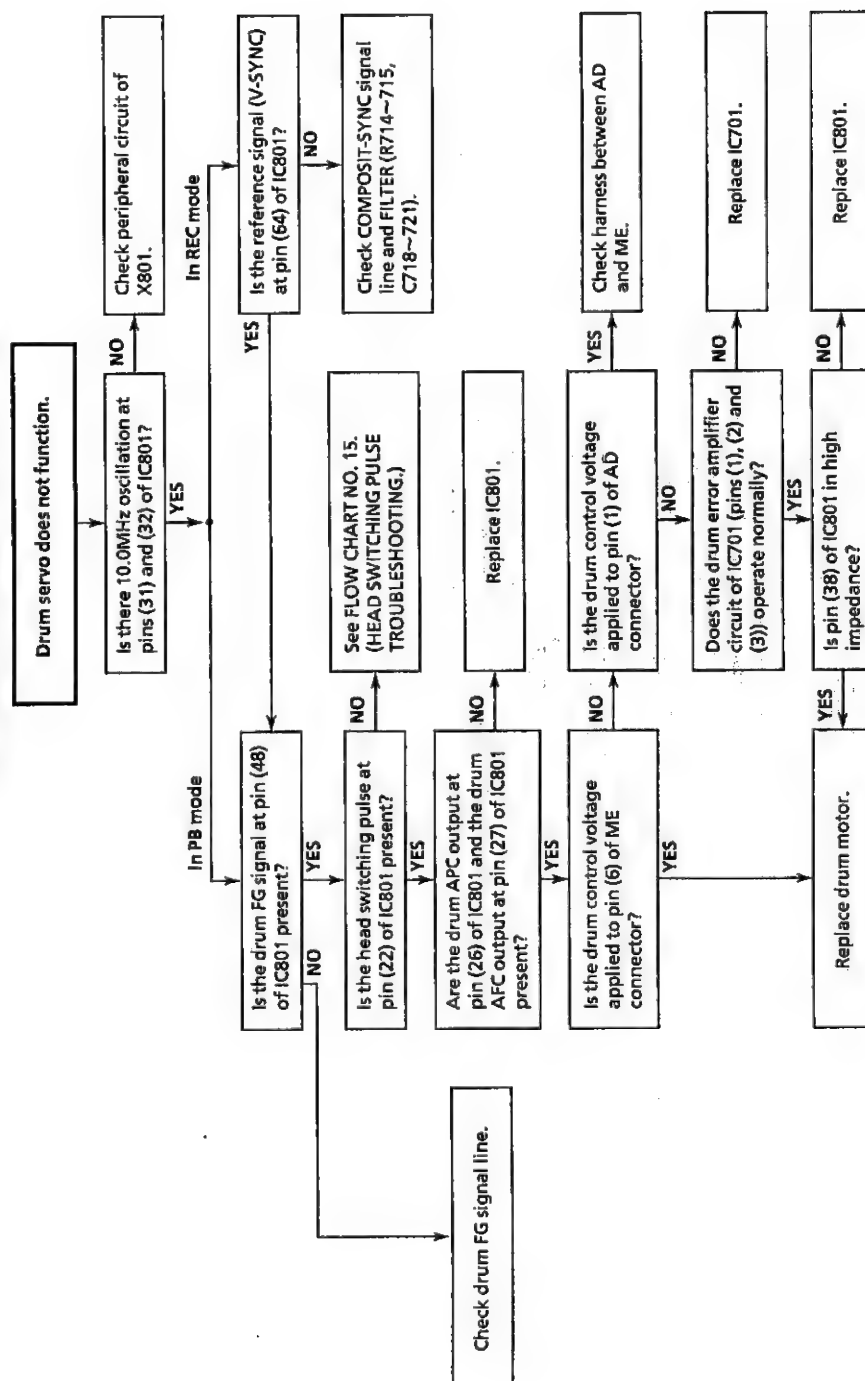 Drum servo does not function.
Is there 10.0MHz oscillation at
pins (31) and (32) of IC801?
NO
Check peripheral circuit of
X801.
YES
In PB mode
In REC mode
Is the drum FG signal at pin (48)
of IC801 present?
YES
Is the reference signal (V-SYNC)
at pin (64) of IC801?
NO
Check COMPOSIT-SYNC signal
line and FILTER (R714~715,
C718~721).
NO
Check drum FG signal line.
YES
Is the head switching pulse at
pin (22) of IC801 present?
NO
See FLOW CHART NO. 15.
(HEAD SWITCHING PULSE
TROUBLESHOOTING.)
YES
Are the drum APC output at
pin (26) of IC801 and the drum
AFC output at pin (27) of IC801
present?
NO
Replace IC801.
YES
Is the drum control voltage
applied to pin (6) of ME
connector?
NO
Is the drum control voltage
applied to pin (1) of AD
connector?
YES
Check harness between AD
and ME.
YES
NO
Does the drum error amplifier
circuit of IC701 (pins (1), (2) and
(3)) operate normally?
NO
Replace IC701.
YES
Replace drum motor.
YES
Is pin (38) of IC801 in high
impedance?
NO
Replace IC801.